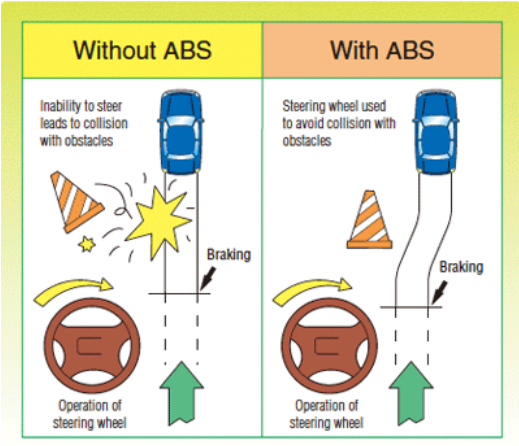 Without ABS
Inability to steer
leads to collision
with obstacles
Braking
Operation of
steering wheel
With ABS
Steering wheel used
to avoid collision with
obstacles
Braking
Operation of
steering wheel